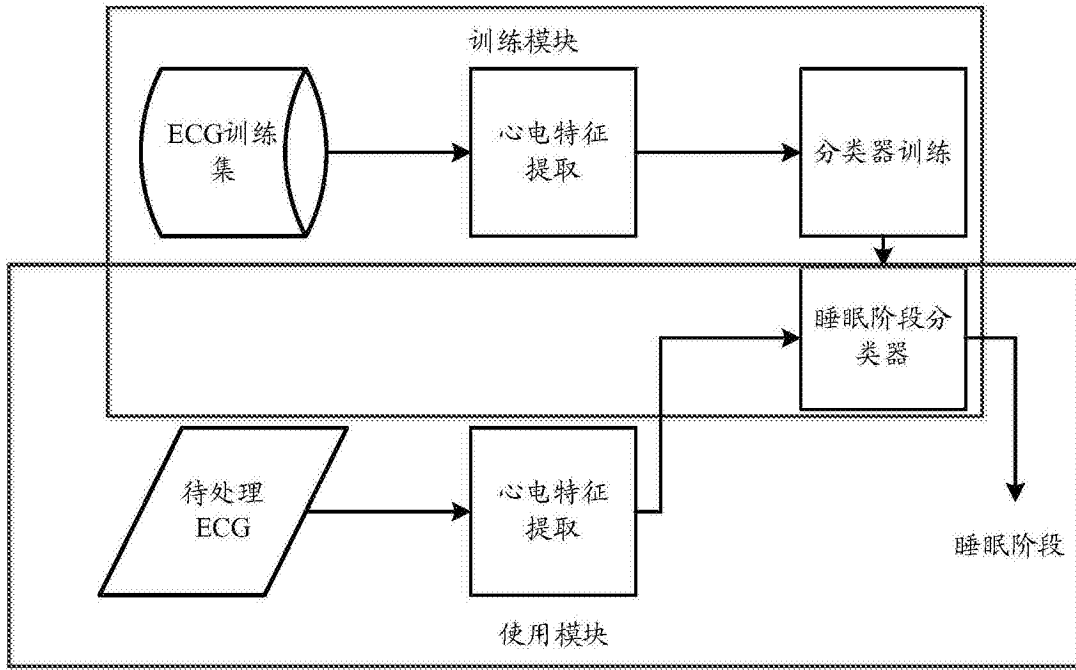 训练模块
ECG训练
集
心电特征
提取
分类器训练
睡眠阶段分
类器
待处理
ECG
心电特征
提取
睡眠阶段
使用模块